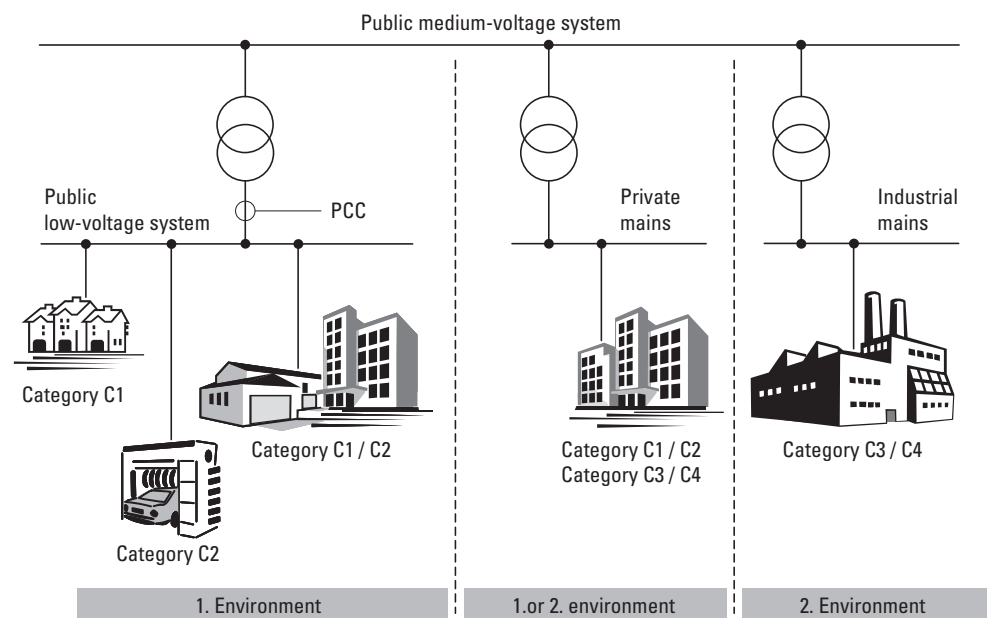 Public medium-voltage system
Public
low-voltage system
PCC
Private
mains
Industrial
mains
Category C1
Category C1 / C2
Category C2
Category C1 / C2
Category C3 / C4
Category C3 / C4
1. Environment
1.or 2. environment
2. Environment